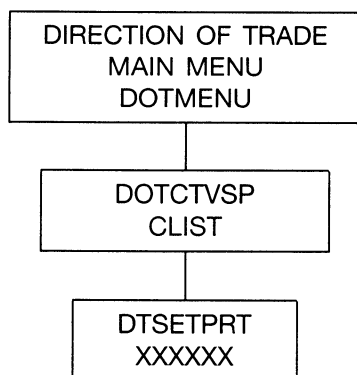 DIRECTION OF TRADE
MAIN MENU
DOTMENU
DOTCTVSP
CLIST
DTSETPRT
XXXXXX